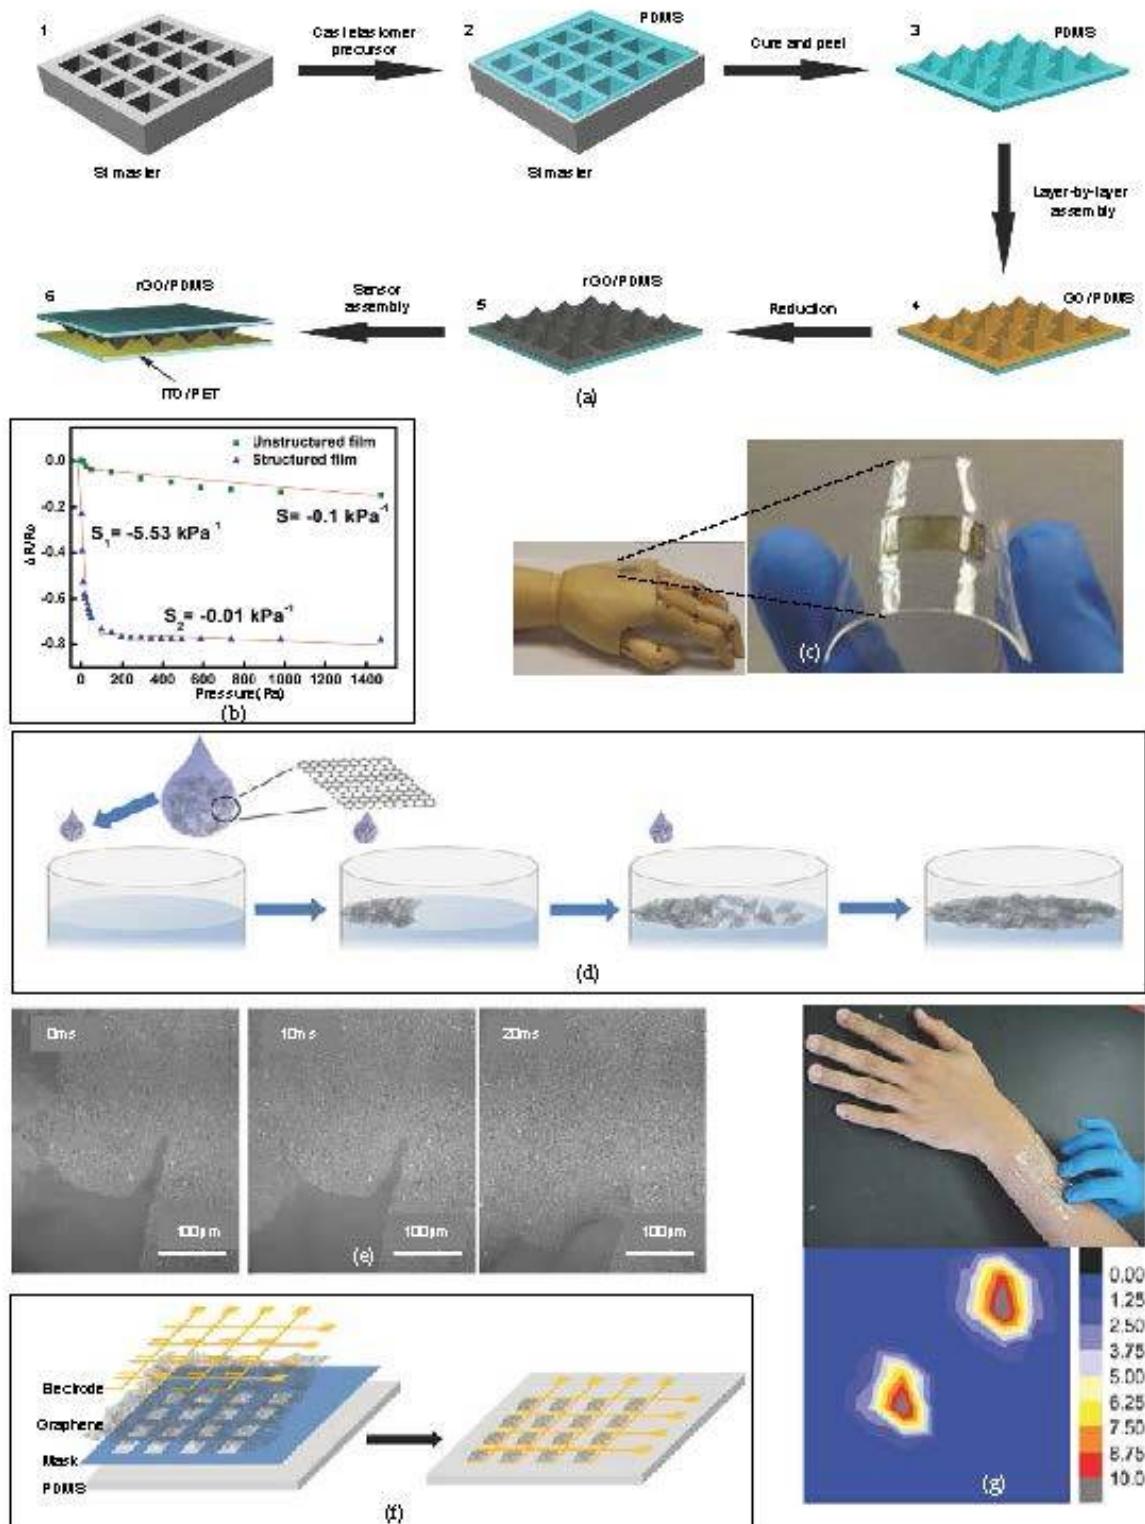 1
Cast elastomer
precursor
2
PDMS
Cure and peel
3
PDMS
Si master
Si master
Layer-by-layer
assembly
6
rGO/PDMS
Sensor
assembly
5
rGO/PDMS
Reduction
4
GO/PDMS
ITO/PET
(a)
Unstructured film
Structured film
0.0
-0.2
-0.4
-0.6
-0.8
ΔR/R₀
S₁= -5.53 kPa⁻¹
S= -0.1 kPa⁻¹
S₂= -0.01 kPa⁻¹
0 200 400 600 800 1000 1200 1400
Pressure(Pa)
(b)
(c)
(d)
0ms
10ms
20ms
100μm
100μm
100μm
(e)
Electrode
Graphene
Mask
PDMS
(f)
0.00
1.25
2.50
3.75
5.00
6.25
7.50
8.75
10.0
(g)